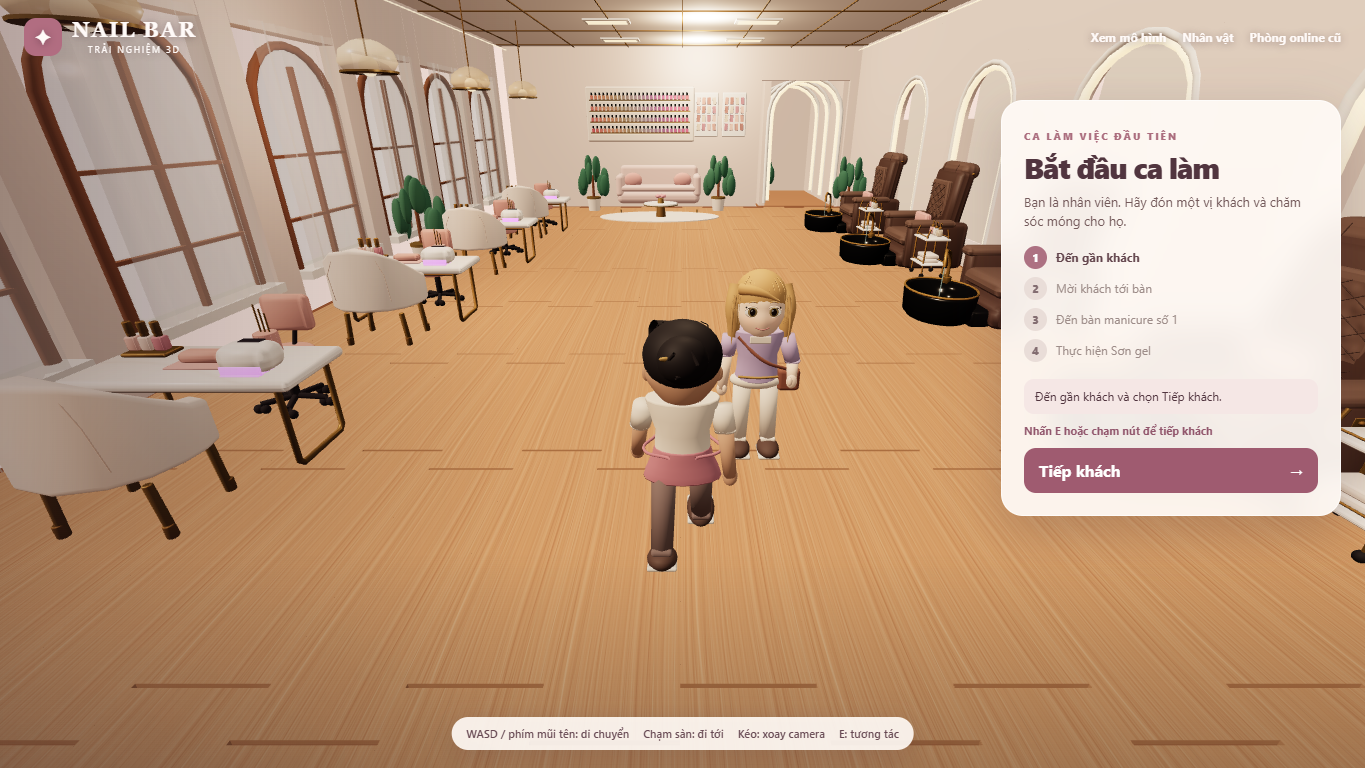 NAIL BAR
TRẢI NGHIỆM 3D
Xem mô hình Nhân vật Phòng online cũ
CA LÀM VIỆC ĐẦU TIÊN
Bắt đầu ca làm
Bạn là nhân viên. Hãy đón một vị khách và chăm
sóc móng cho họ.
1 Đến gần khách
2 Mời khách tới bàn
3 Đến bàn manicure số 1
4 Thực hiện Sơn gel
Đến gần khách và chọn Tiếp khách.
Nhấn E hoặc chạm nút để tiếp khách
Tiếp khách →
WASD / phím mũi tên: di chuyển Chạm sàn: đi tới Kéo: xoay camera E: tương tác